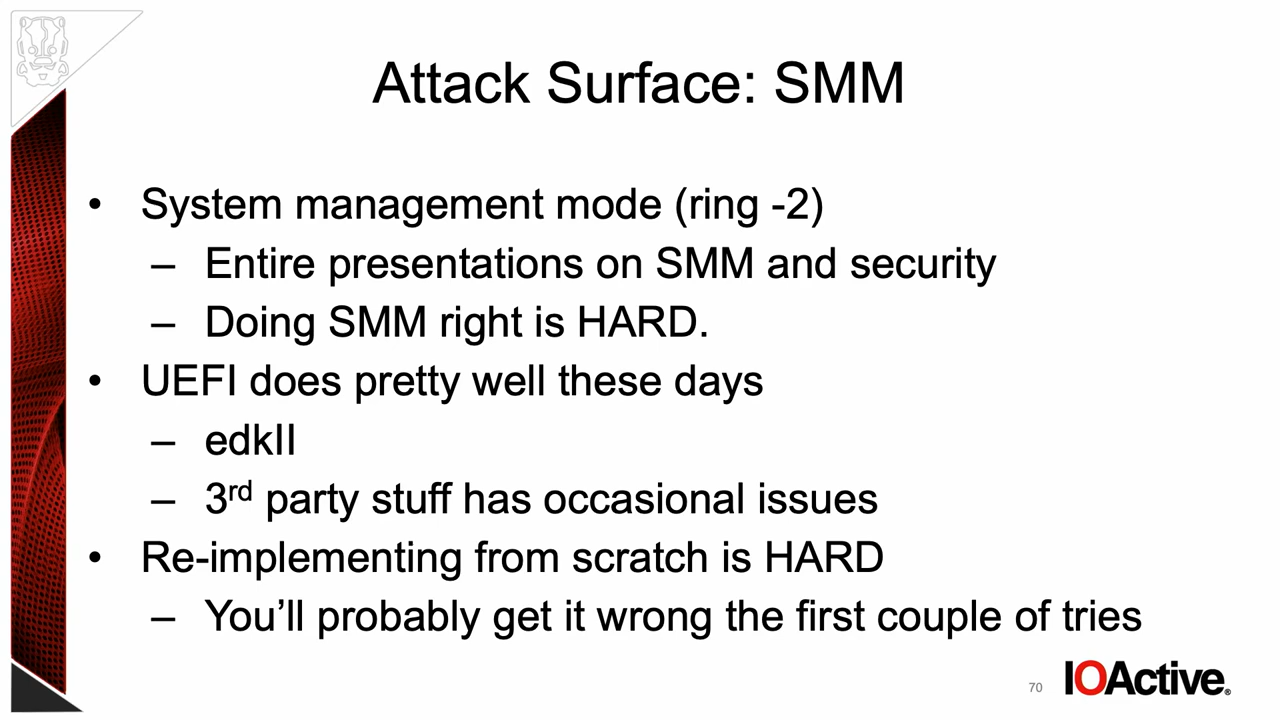 Attack Surface: SMM
• System management mode (ring -2)
– Entire presentations on SMM and security
– Doing SMM right is HARD.
• UEFI does pretty well these days
– edkII
– 3rd party stuff has occasional issues
• Re-implementing from scratch is HARD
– You’ll probably get it wrong the first couple of tries
70
IOActive®